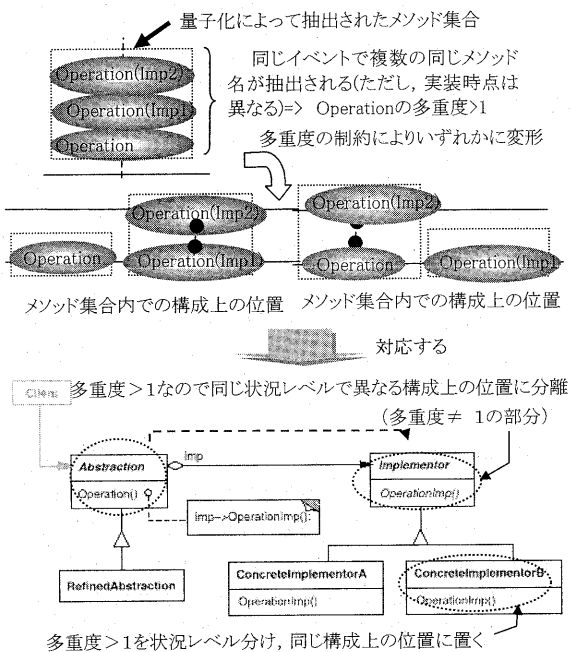 量子化によって抽出されたメソッド集合
Operation(Imp2)
Operation(Imp1
Operation
同じイベントで複数の同じメソッド
名が抽出される(ただし，実装時点は
異なる)=> Operationの多重度>1
多重度の制約によりいずれかに変形
Operation(Imp2)
Operation(Imp2)
Operation
Operation(Imp1)
Operation
Operation(Imp1
メソッド集合内での構成上の位置
メソッド集合内での構成上の位置
対応する
Client
多重度＞1なので同じ状況レベルで異なる構成上の位置に分離
（多重度≠ 1の部分）
Abstraction
Imp
Implementor
Operation()
OperationImp()
Imp->OperationImp();
RefinedAbstraction
ConcreteImplementorA
ConcreteImplementorB
OperationImp()
OperationImp()
多重度＞1を状況レベル分け，同じ構成上の位置に置く